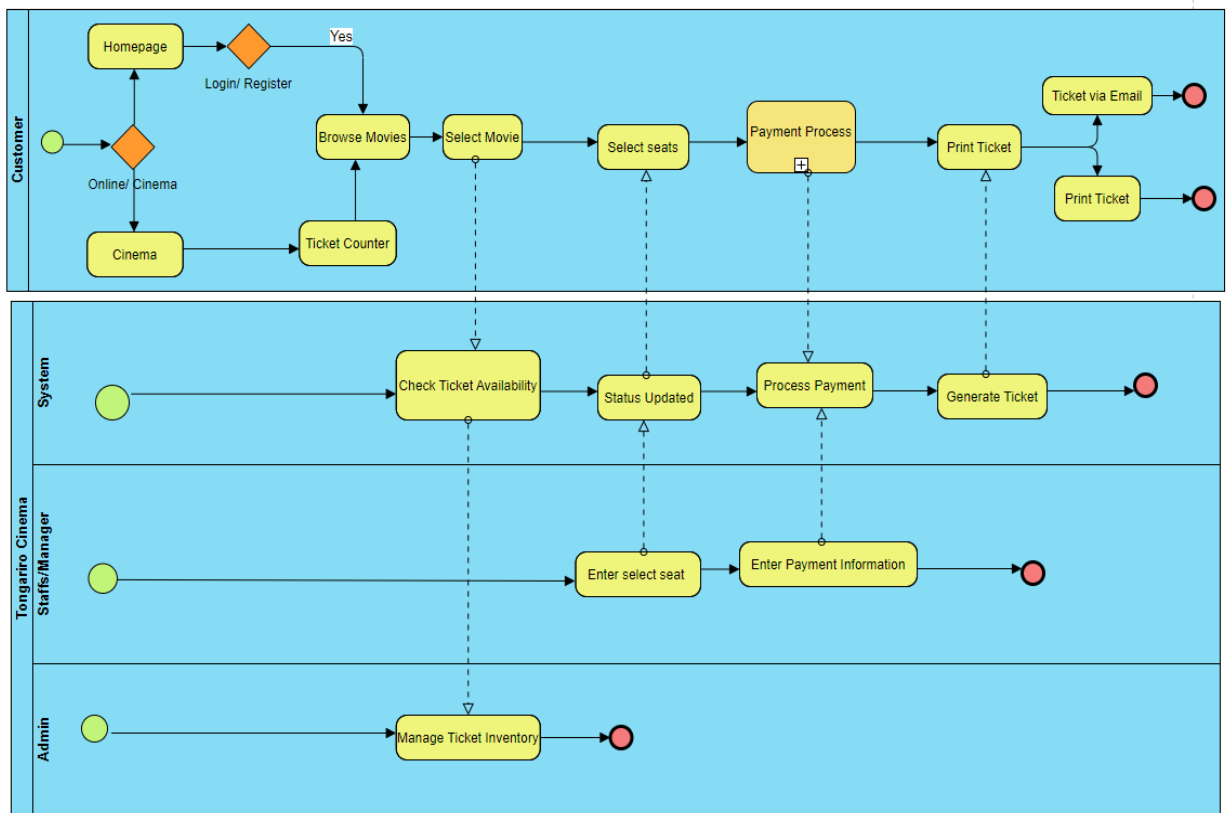 Customer
Homepage
Login/ Register
Yes
Online/ Cinema
Cinema
Ticket Counter
Browse Movies
Select Movie
Select seats
Payment Process
Print Ticket
Ticket via Email
Print Ticket
Tongariro Cinema
System
Check Ticket Availability
Status Updated
Process Payment
Generate Ticket
Staffs/Manager
Enter select seat
Enter Payment Information
Admin
Manage Ticket Inventory